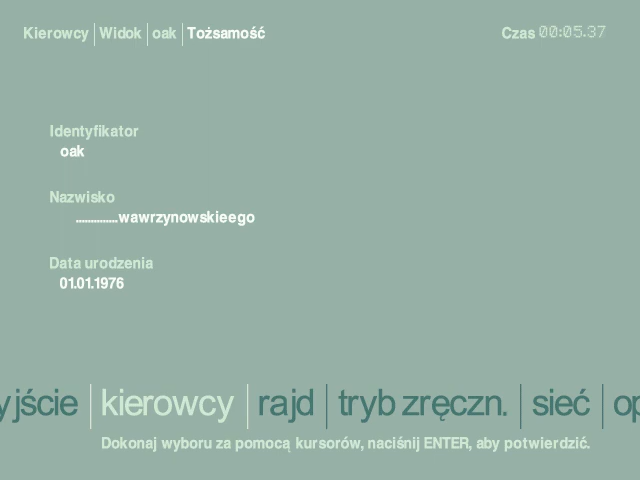 Kierowcy Widok oak Tożsamość Czas 00:05.37
Identyfikator
oak
Nazwisko
..............wawrzynowskieego
Data urodzenia
01.01.1976
yjście kierowcy rajd tryb zręczn. sieć op
Dokonaj wyboru za pomocą kursorów, naciśnij ENTER, aby potwierdzić.